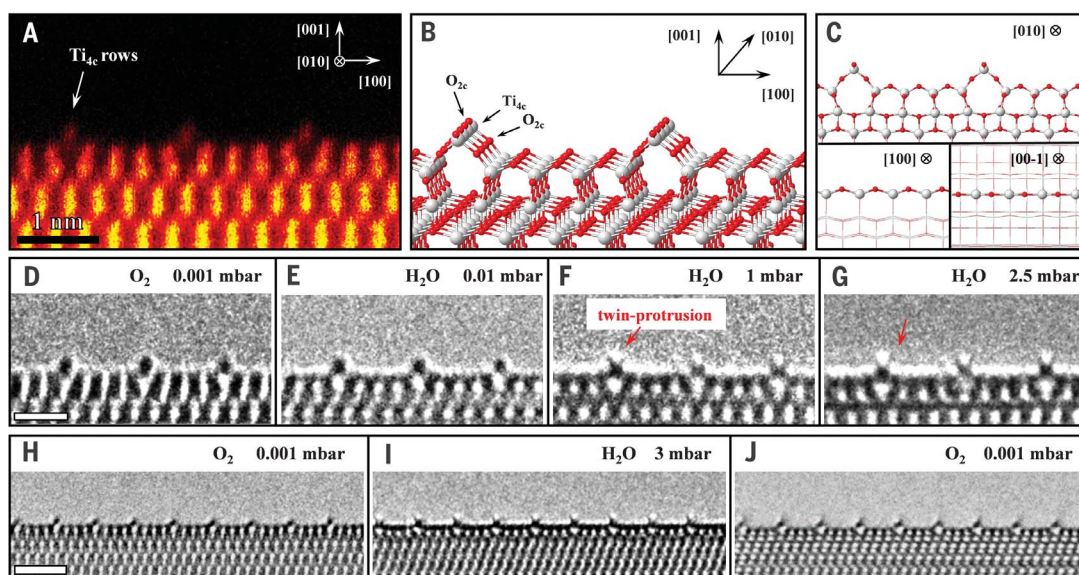 A
Ti4c rows
[001]
[010] ⊗
[100]
1 nm
B
O2c
Ti4c
O2c
[001]
[010]
[100]
C
[010] ⊗
[100] ⊗
[00-1] ⊗
D
O2 0.001 mbar
E
H2O 0.01 mbar
F
H2O 1 mbar
twin-protrusion
G
H2O 2.5 mbar
H
O2 0.001 mbar
I
H2O 3 mbar
J
O2 0.001 mbar